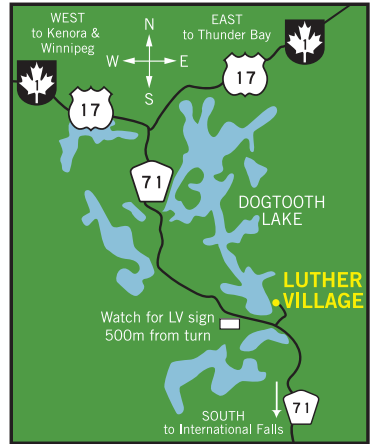 WEST
to Kenora &
Winnipeg
N
W E
S
EAST
to Thunder Bay
1
1
17
17
71
DOGTOOTH
LAKE
LUTHER
VILLAGE
Watch for LV sign
500m from turn
SOUTH
to International Falls
71